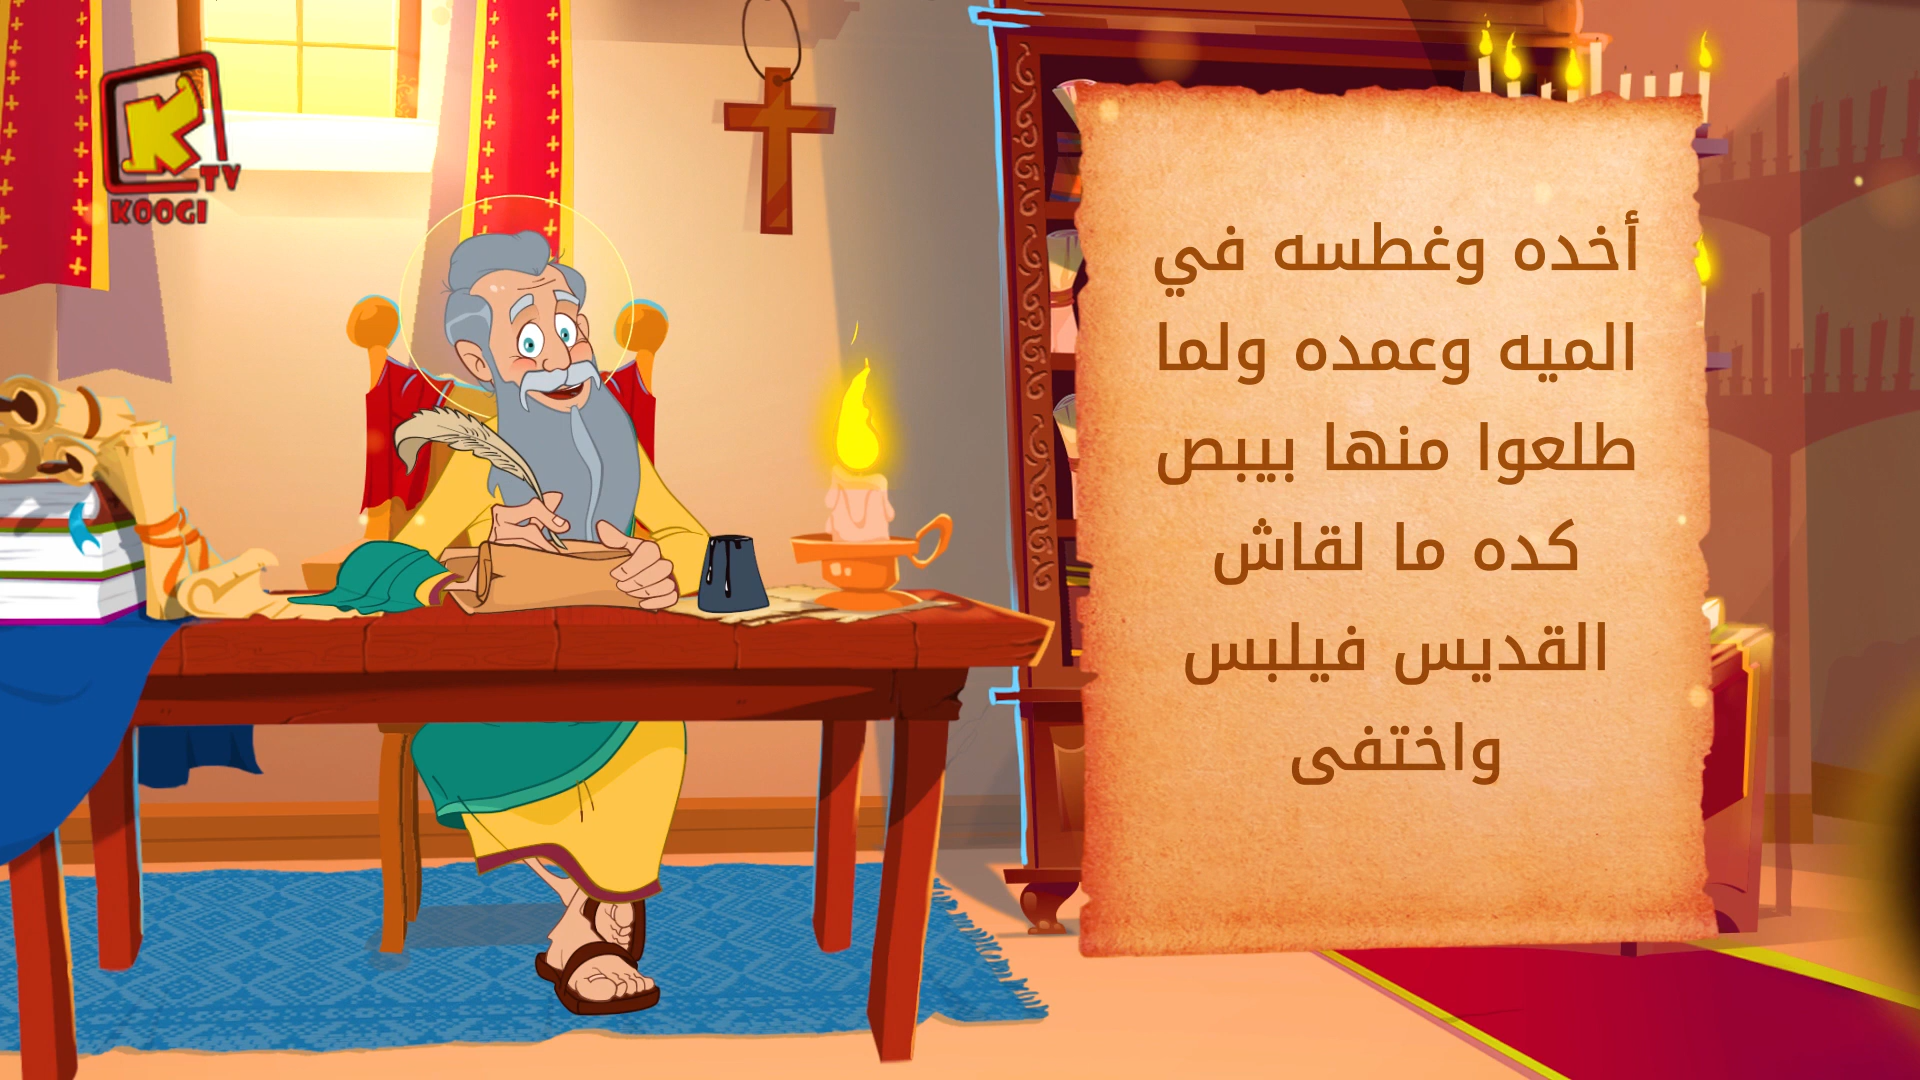 K TV
KOOGI
أخده وغطسه في
الميه وعمده ولما
طلعوا منها بيبص
كده ما لقاش
القديس فيلبس
واختفى